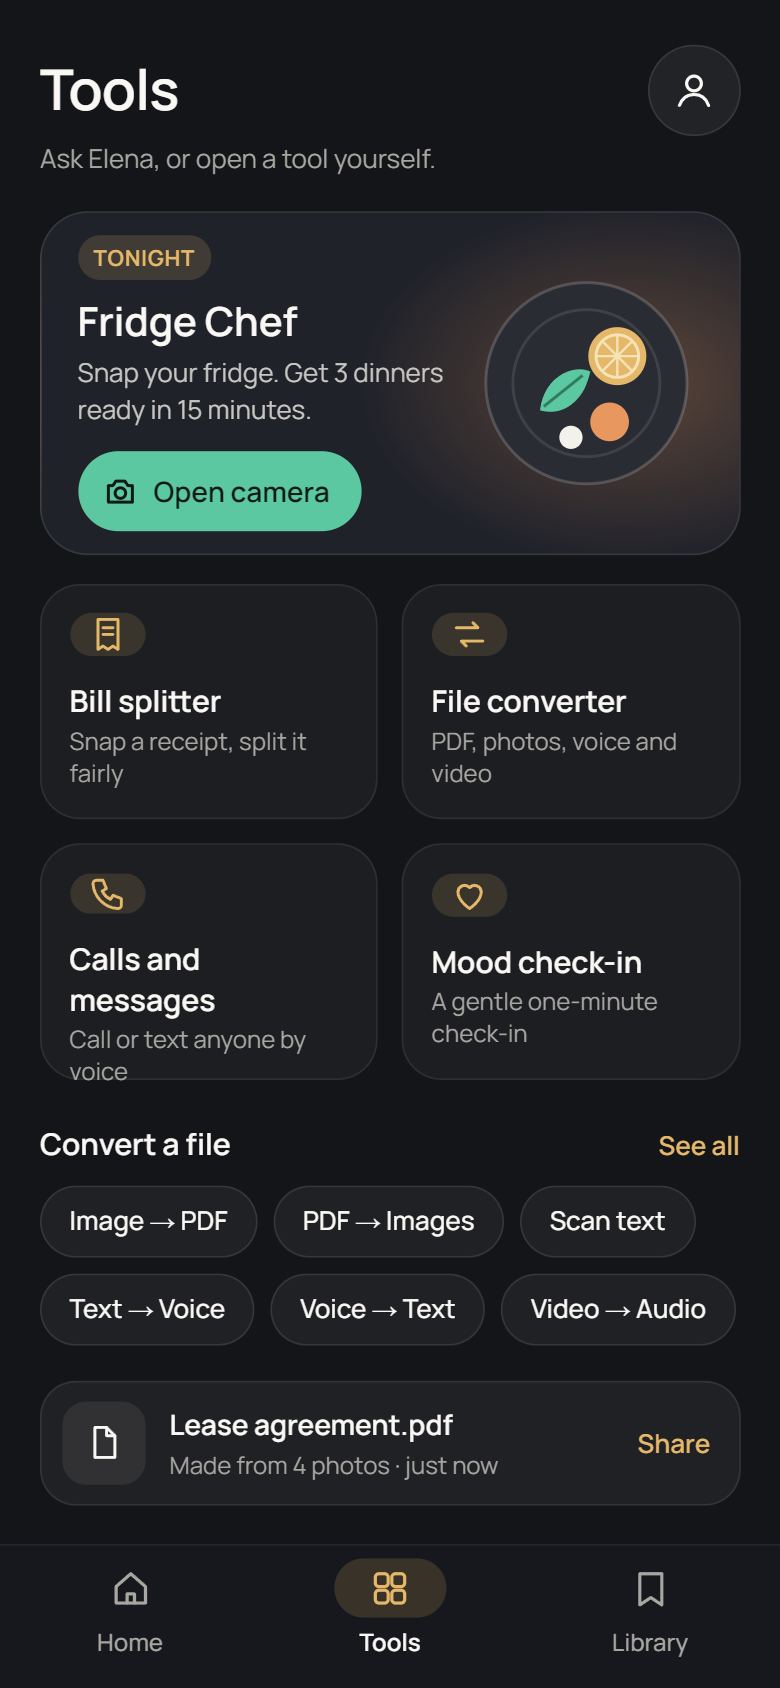 Tools
Ask Elena, or open a tool yourself.
TONIGHT
Fridge Chef
Snap your fridge. Get 3 dinners
ready in 15 minutes.
Open camera
Bill splitter
Snap a receipt, split it
fairly
File converter
PDF, photos, voice and
video
Calls and
messages
Call or text anyone by
voice
Mood check-in
A gentle one-minute
check-in
Convert a file
See all
Image → PDF
PDF → Images
Scan text
Text → Voice
Voice → Text
Video → Audio
Lease agreement.pdf
Made from 4 photos · just now
Share
Home
Tools
Library